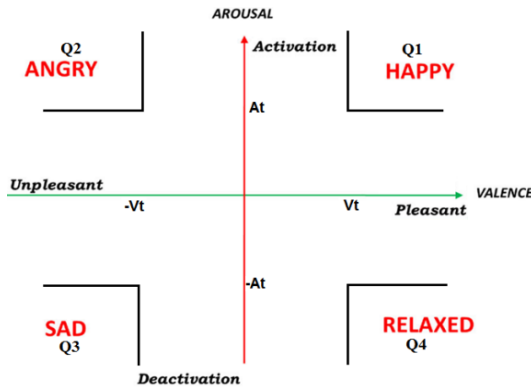 AROUSAL
Q2
ANGRY
Activation
Q1
HAPPY
At
Unpleasant
-Vt
Vt
Pleasant
VALENCE
-At
SAD
Q3
RELAXED
Q4
Deactivation